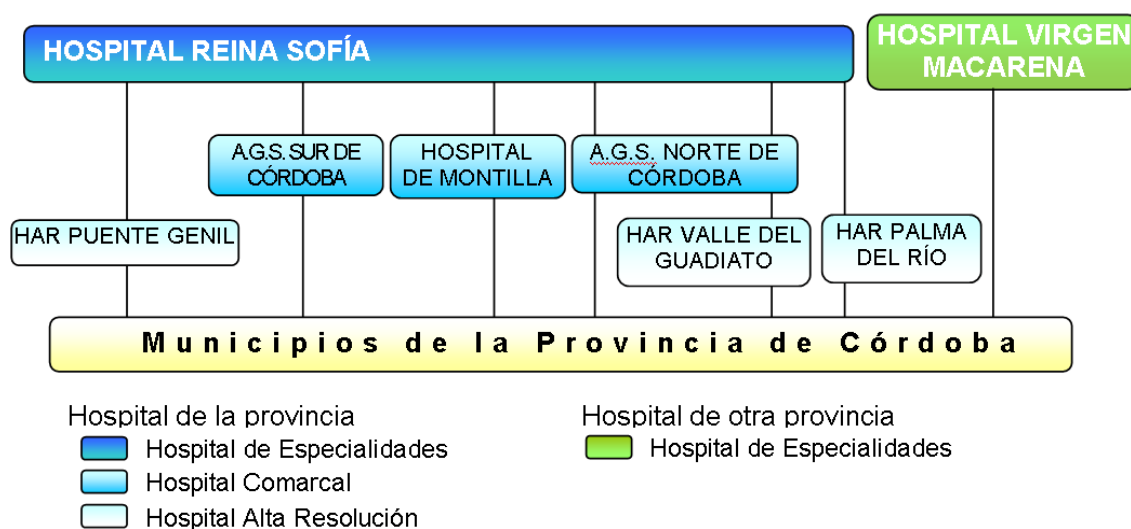 HOSPITAL REINA SOFÍA
HOSPITAL VIRGEN
MACARENA
A.G.S. SUR DE
CÓRDOBA
HOSPITAL
DE MONTILLA
A.G.S. NORTE DE
CÓRDOBA
HAR PUENTE GENIL
HAR VALLE DEL
GUADIATO
HAR PALMA
DEL RÍO
Municipios de la Provincia de Córdoba
Hospital de la provincia
Hospital de Especialidades
Hospital Comarcal
Hospital Alta Resolución
Hospital de otra provincia
Hospital de Especialidades